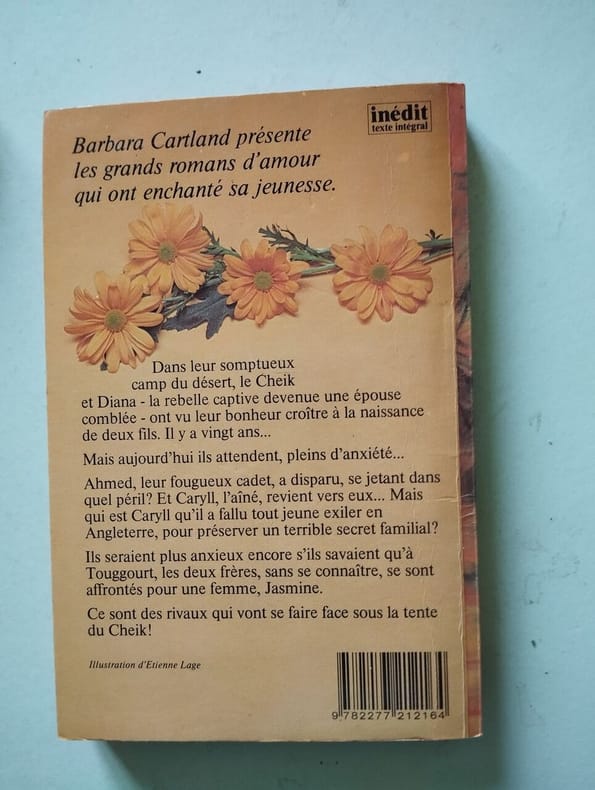 inédit
texte intégral
Barbara Cartland présente
les grands romans d'amour
qui ont enchanté sa jeunesse.
Dans leur somptueux
camp du désert, le Cheik
et Diana - la rebelle captive devenue une épouse
comblée - ont vu leur bonheur croître à la naissance
de deux fils. Il y a vingt ans...
Mais aujourd'hui ils attendent, pleins d'anxiété...
Ahmed, leur fougueux cadet, a disparu, se jetant dans
quel péril? Et Caryll, l'aîné, revient vers eux... Mais
qui est Caryll qu'il a fallu tout jeune exiler en
Angleterre, pour préserver un terrible secret familial?
Ils seraient plus anxieux encore s'ils savaient qu'à
Touggourt, les deux frères, sans se connaître, se sont
affrontés pour une femme, Jasmine.
Ce sont des rivaux qui vont se faire face sous la tente
du Cheik!
Illustration d'Etienne Lage
9 782277 212164